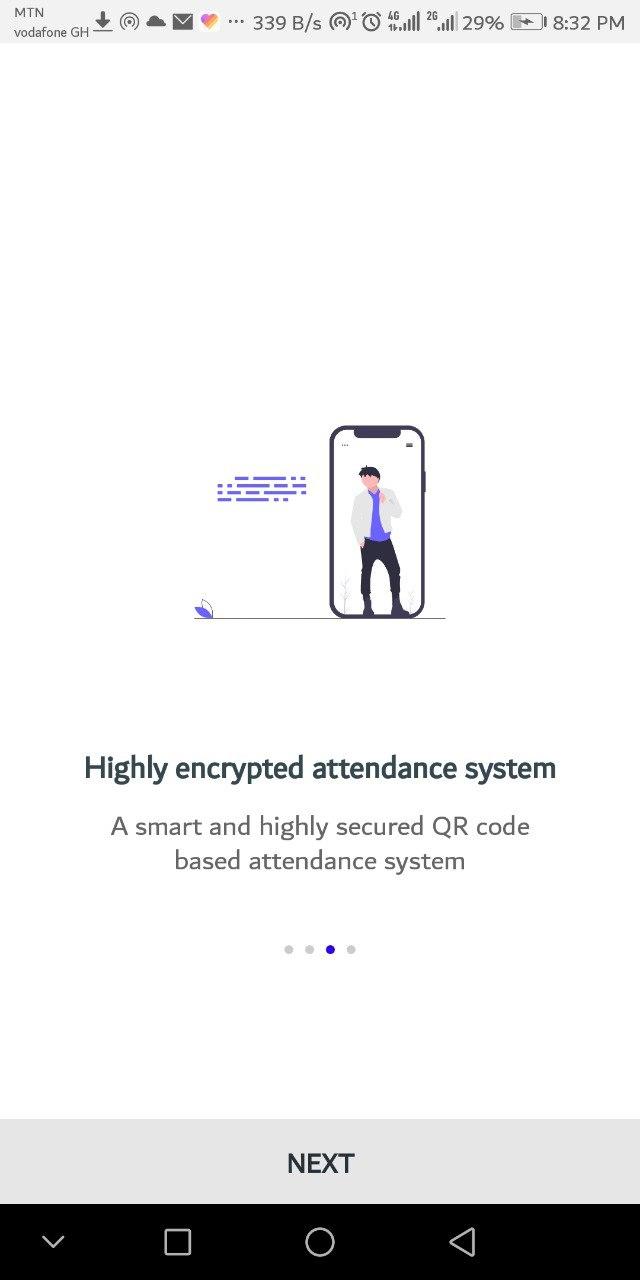 MTN
vodafone GH
339 B/s 1 4G 2G 29% 8:32 PM
Highly encrypted attendance system
A smart and highly secured QR code
based attendance system
NEXT